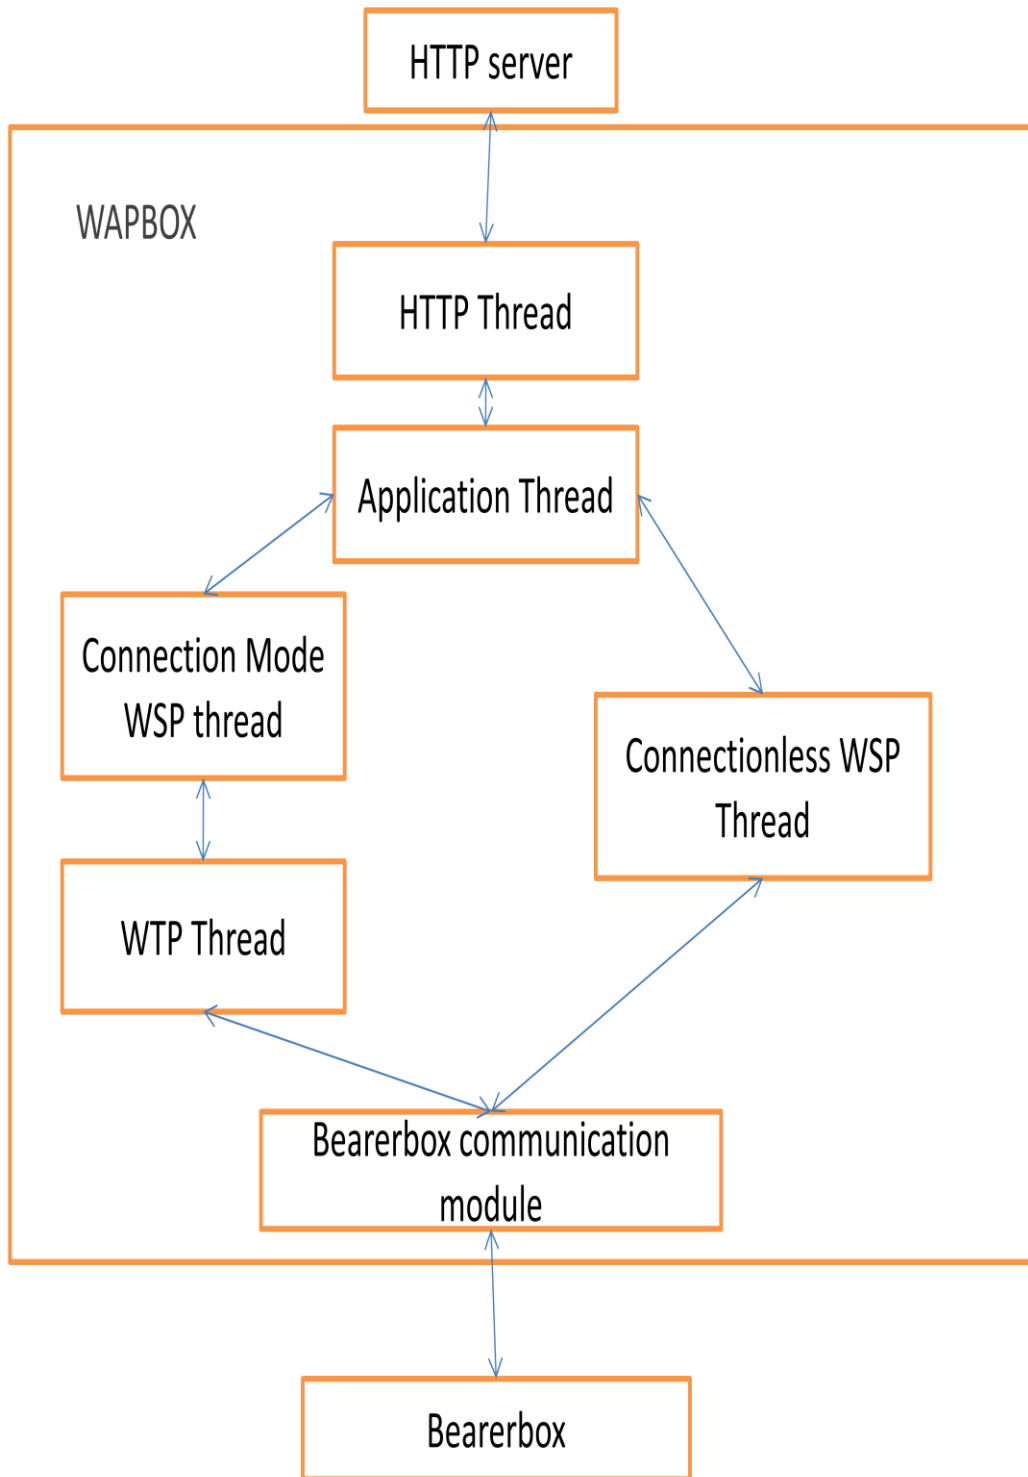 HTTP server
WAPBOX
HTTP Thread
Application Thread
Connection Mode
WSP thread
Connectionless WSP
Thread
WTP Thread
Bearerbox communication
module
Bearerbox